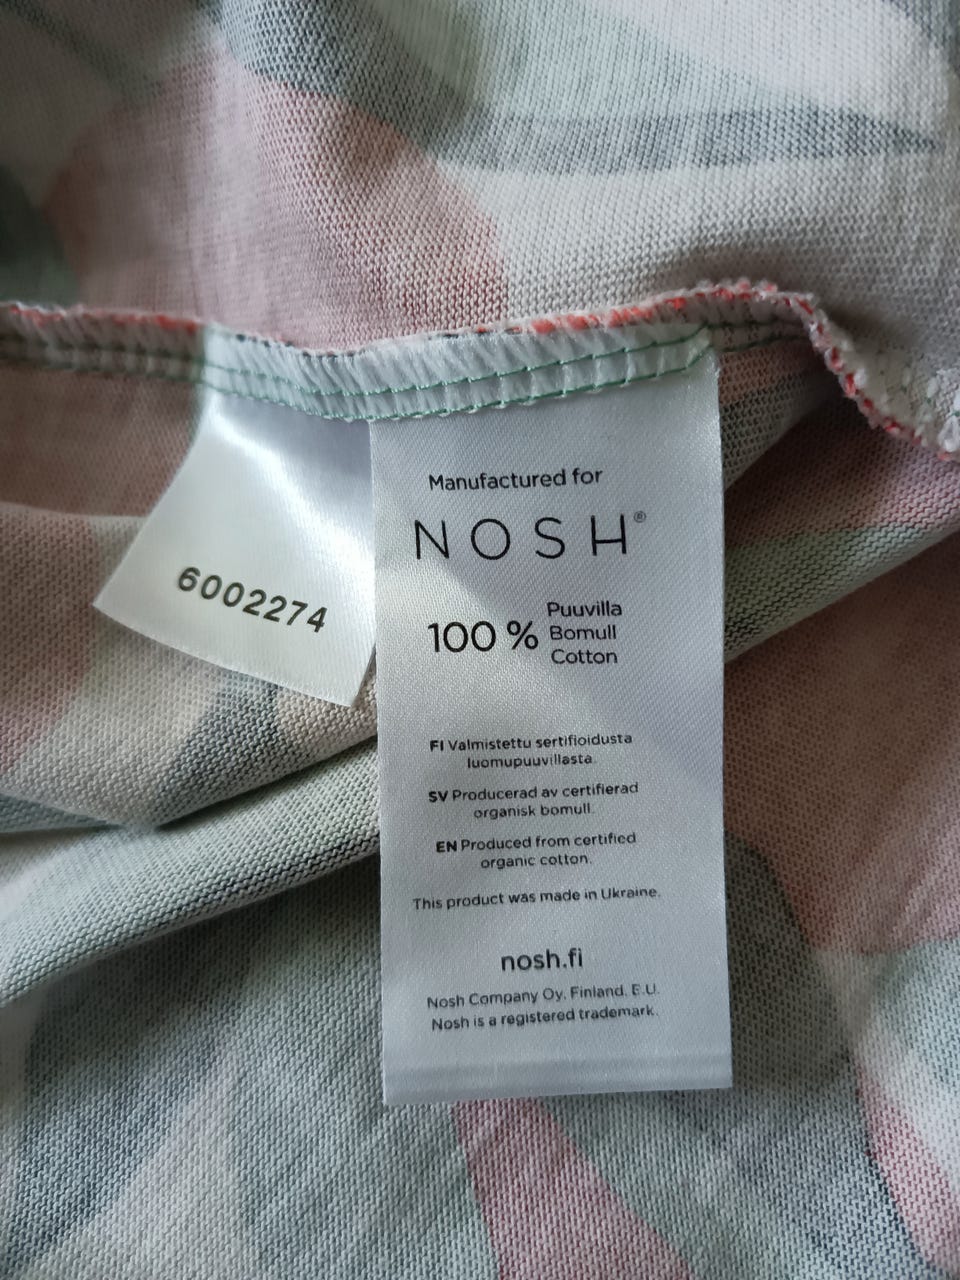 6002274
Manufactured for
NOSH®
100 % Puuvilla
Bomull
Cotton
FI Valmistettu sertifioidusta
luomupuuvillasta.
SV Producerad av certifierad
organisk bomull.
EN Produced from certified
organic cotton.
This product was made in Ukraine.
nosh.fi
Nosh Company Oy. Finland. E.U.
Nosh is a registered trademark.